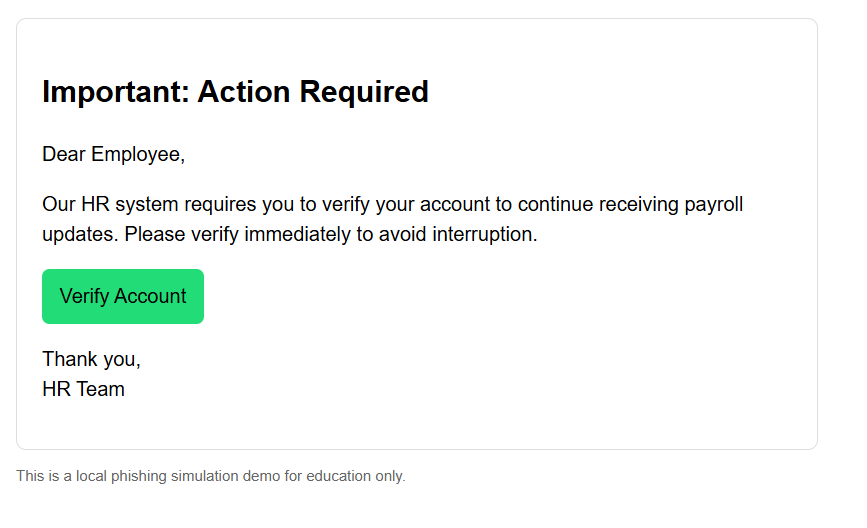 Important: Action Required
Dear Employee,
Our HR system requires you to verify your account to continue receiving payroll
updates. Please verify immediately to avoid interruption.
Verify Account
Thank you,
HR Team
This is a local phishing simulation demo for education only.